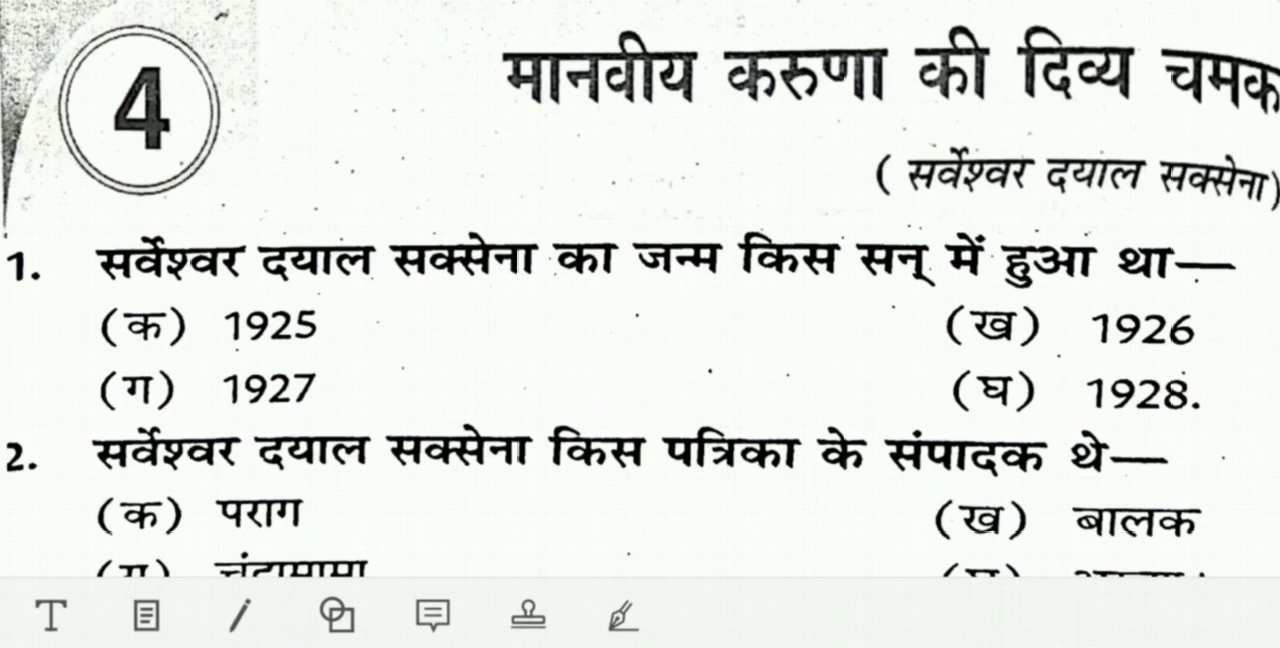 4
मानवीय करुणा की दिव्य चमक
( सर्वेश्वर दयाल सक्सेना)
1. सर्वेश्वर दयाल सक्सेना का जन्म किस सन् में हुआ था—
(क) 1925 (ख) 1926
(ग) 1927 (घ) 1928.
2. सर्वेश्वर दयाल सक्सेना किस पत्रिका के संपादक थे—
(क) पराग (ख) बालक
(ग) चंदामामा
T